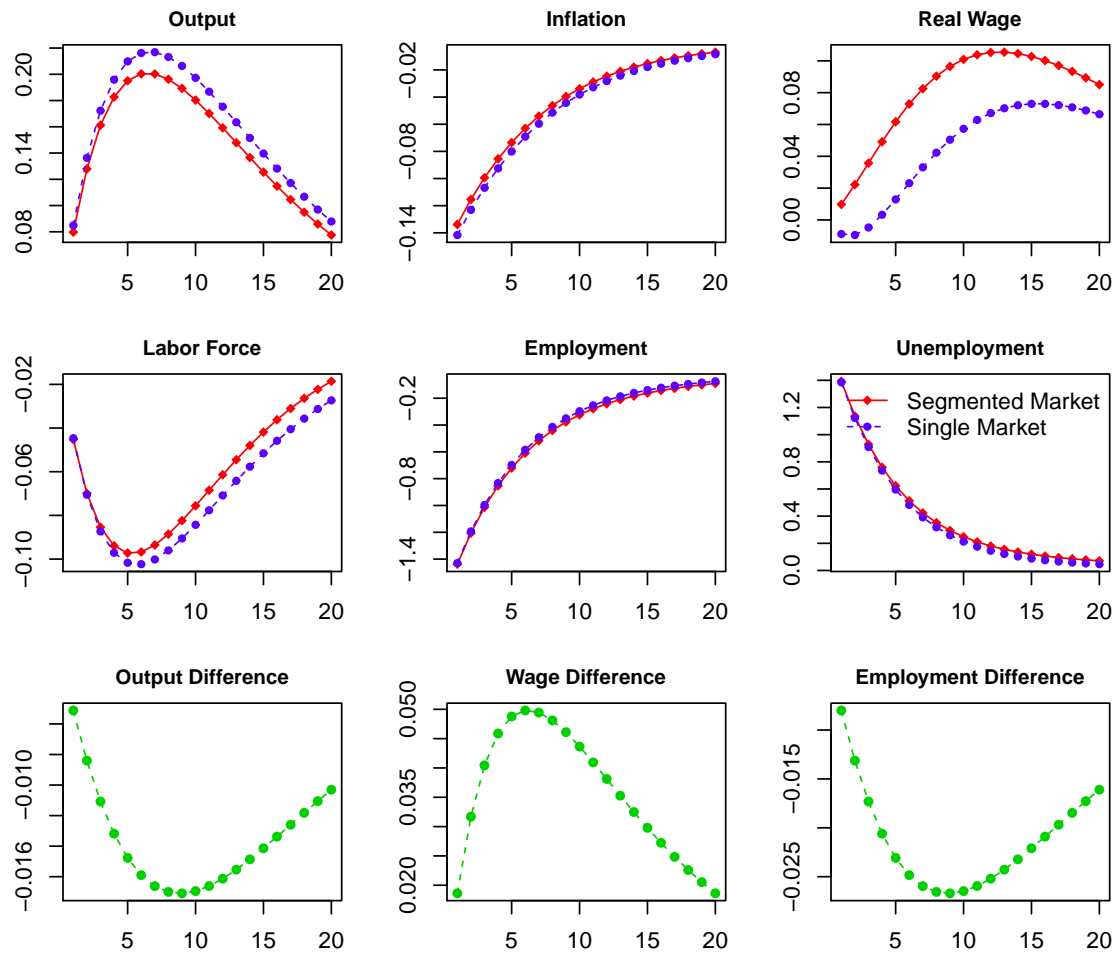 Output
0.08 0.14 0.20
5 10 15 20
Inflation
−0.14 −0.08 −0.02
5 10 15 20
Real Wage
0.00 0.04 0.08
5 10 15 20
Labor Force
−0.10 −0.06 −0.02
5 10 15 20
Employment
−1.4 −0.8 −0.2
5 10 15 20
Unemployment
0.0 0.4 0.8 1.2
Segmented Market
Single Market
5 10 15 20
Output Difference
−0.016 −0.010
5 10 15 20
Wage Difference
0.020 0.035 0.050
5 10 15 20
Employment Difference
−0.025 −0.015
5 10 15 20